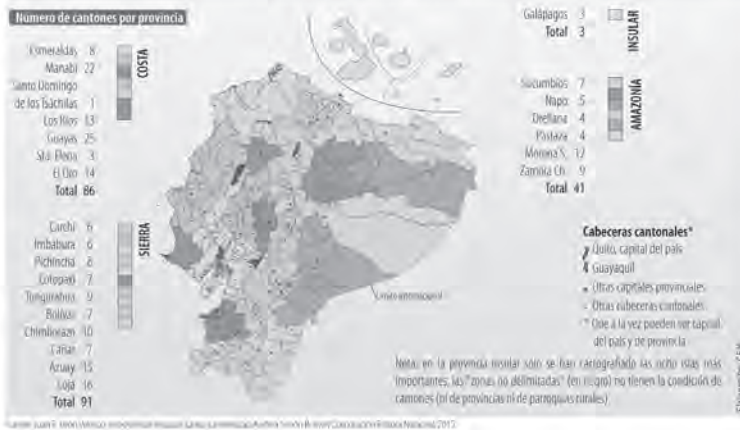 Número de cantones por provincia
Esmeraldas 8
Manabí 22
Santo Domingo
de los Tsáchilas 1
Los Ríos 13
Guayas 25
Sta. Elena 3
El Oro 14
Total 86
COSTA
Carchi 6
Imbabura 6
Pichincha 8
Cotopaxi 7
Tungurahua 9
Bolívar 7
Chimborazo 10
Cañar 7
Azuay 15
Loja 16
Total 91
SIERRA
Galápagos 3
Total 3
INSULAR
Sucumbíos 7
Napo 5
Orellana 4
Pastaza 4
Morona S. 12
Zamora Ch. 9
Total 41
AMAZONÍA
Límite internacional
Cabeceras cantonales*
Quito, capital del país
Guayaquil
Otras capitales provinciales
Otras cabeceras cantonales
* Que a la vez pueden ser capital
del país y de provincia
Nota: en la provincia insular solo se han cartografiado las ocho islas más
importantes; las "zonas no delimitadas" (en negro) no tienen la condición de
cantones (ni de provincias ni de parroquias rurales)